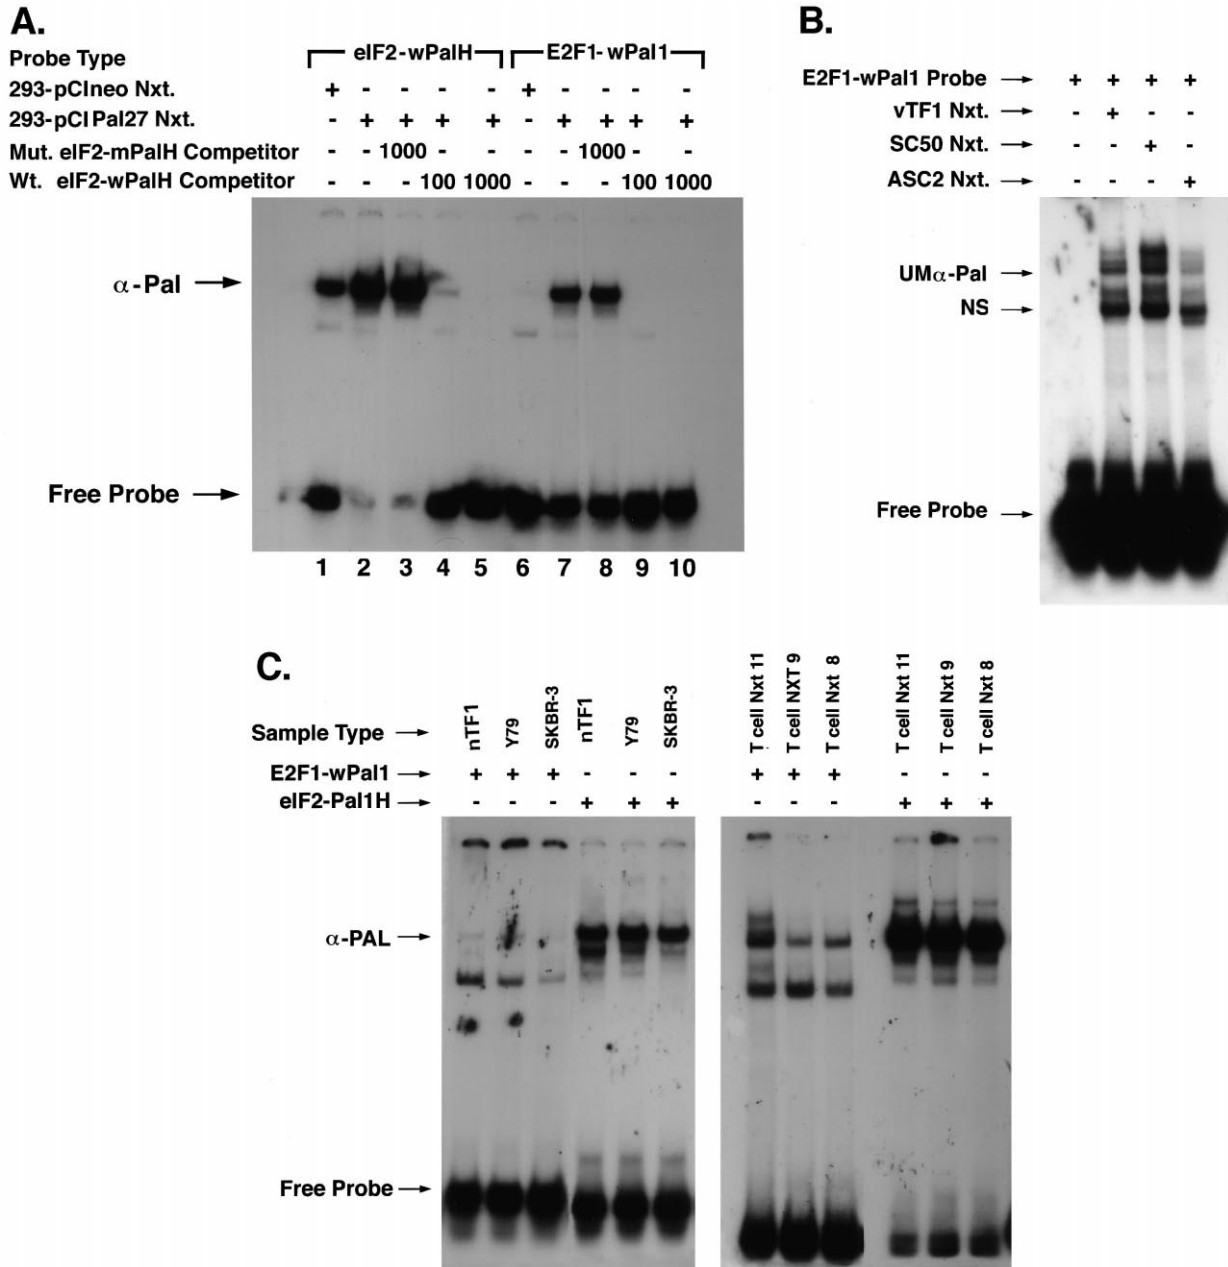 A.
Probe Type
eIF2-wPalH E2F1-wPal1
293-pCIneo Nxt. + - - - - + - - - -
293-pCIPal27 Nxt. - + + + + - + + + +
Mut. eIF2-mPalH Competitor - - 1000 - - - - 1000 - -
Wt. eIF2-wPalH Competitor - - - 100 1000 - - - 100 1000
α-Pal
Free Probe
1 2 3 4 5 6 7 8 9 10
B.
E2F1-wPal1 Probe + + + +
vTF1 Nxt. - + - -
SC50 Nxt. - - + -
ASC2 Nxt. - - - +
UMα-Pal
NS
Free Probe
C.
Sample Type nTF1 Y79 SKBR-3 nTF1 Y79 SKBR-3 T cell Nxt 11 T cell NXT 9 T cell Nxt 8 T cell Nxt 11 T cell Nxt 9 T cell Nxt 8
E2F1-wPal1 + + + - - - + + + - - -
eIF2-Pal1H - - - + + + - - - + + +
α-PAL
Free Probe